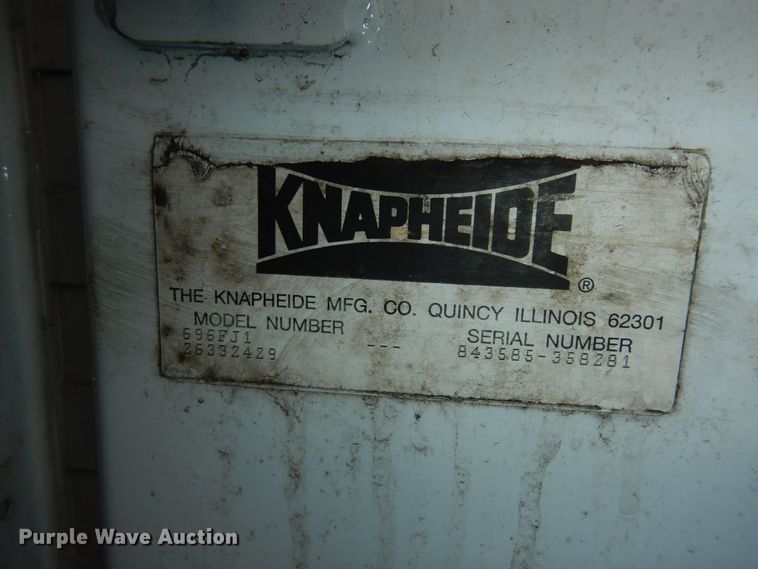 KNAPHEIDE
®
THE KNAPHEIDE MFG. CO. QUINCY ILLINOIS 62301
MODEL NUMBER SERIAL NUMBER
696FJ1 --- 843585-358281
26332429
Purple Wave Auction®